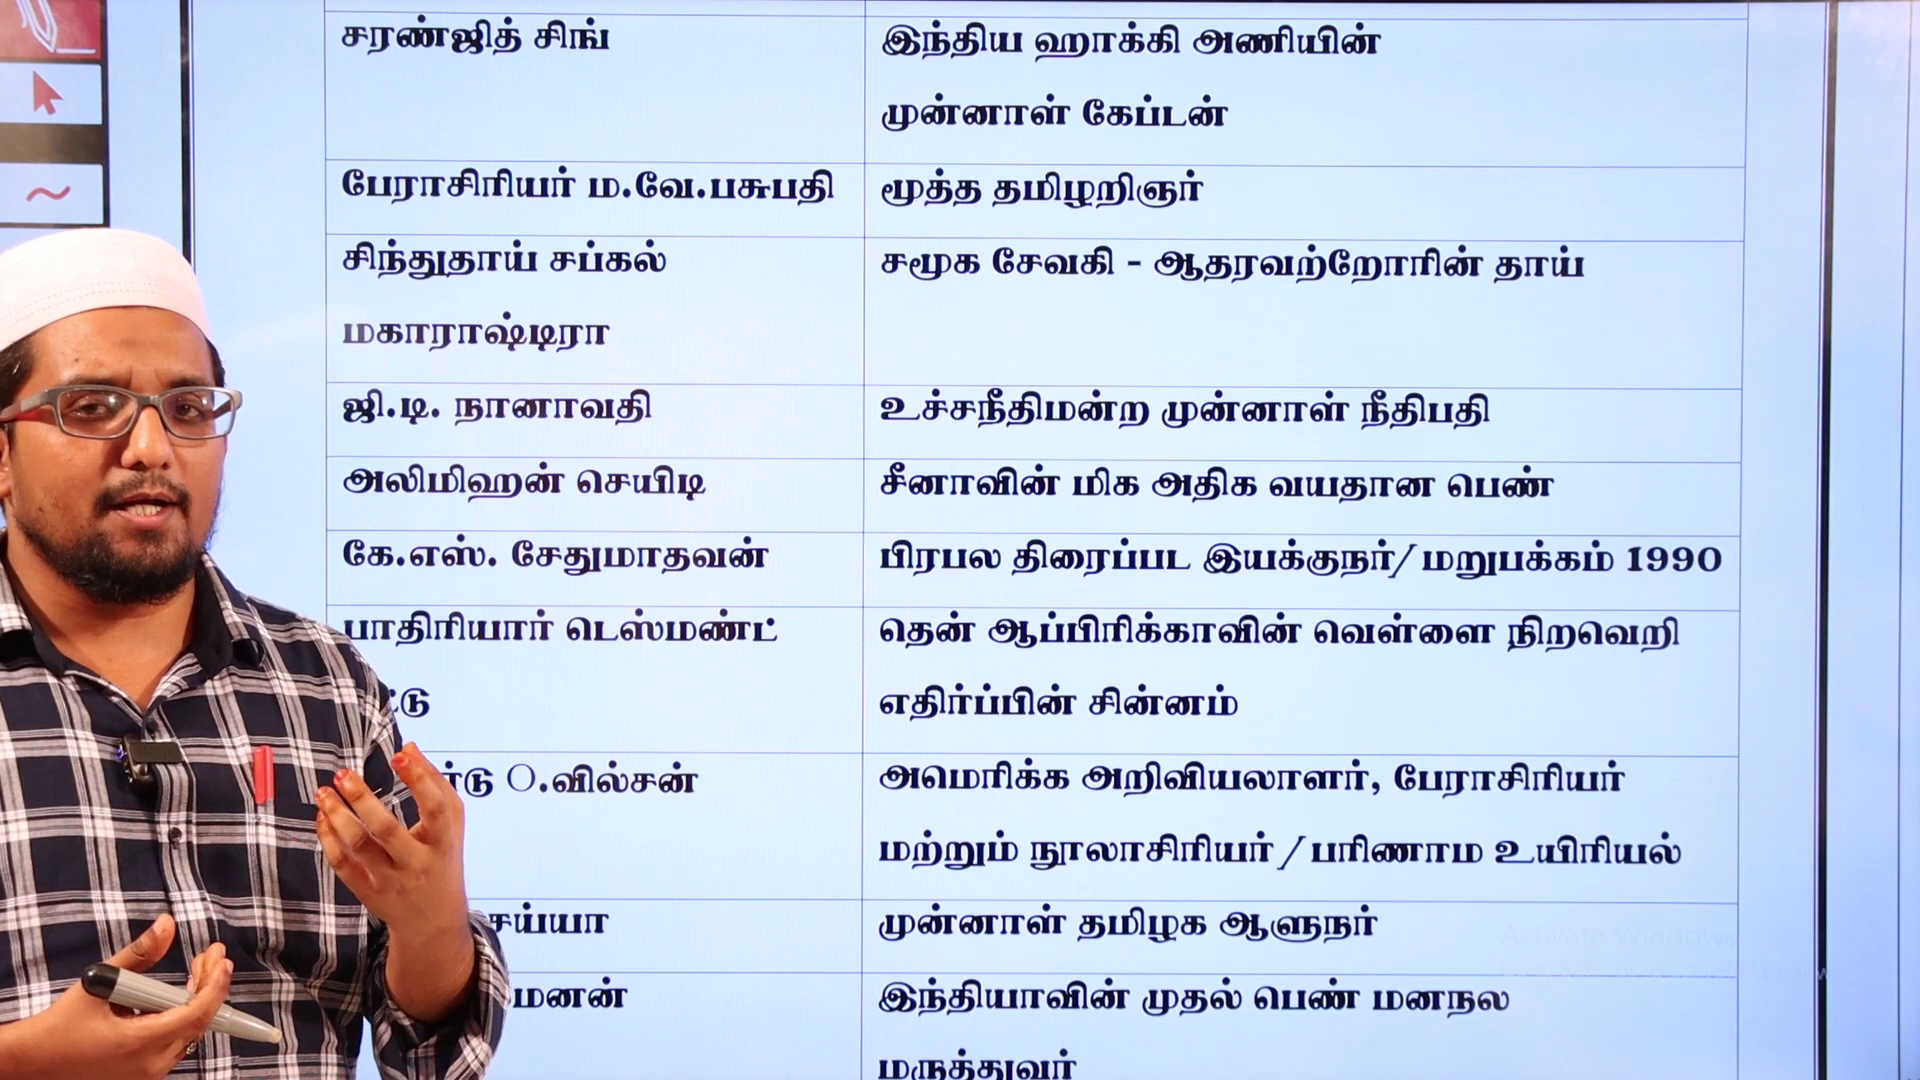 சரண்ஜித் சிங்
இந்திய ஹாக்கி அணியின்
முன்னாள் கேப்டன்
பேராசிரியர் ம.வே.பசுபதி
மூத்த தமிழறிஞர்
சிந்துதாய் சப்கல்
மகாராஷ்டிரா
சமூக சேவகி - ஆதரவற்றோரின் தாய்
ஜி.டி. நானாவதி
உச்சநீதிமன்ற முன்னாள் நீதிபதி
அலிமிஹன் செயிடி
சீனாவின் மிக அதிக வயதான பெண்
கே.எஸ். சேதுமாதவன்
பிரபல திரைப்பட இயக்குநர்/ மறுபக்கம் 1990
பாதிரியார் டெஸ்மண்ட்
தென் ஆப்பிரிக்காவின் வெள்ளை நிறவெறி
எதிர்ப்பின் சின்னம்
O.வில்சன்
அமெரிக்க அறிவியலாளர், பேராசிரியர்
மற்றும் நூலாசிரியர் / பரிணாம உயிரியல்
முன்னாள் தமிழக ஆளுநர்
இந்தியாவின் முதல் பெண் மனநல
மருத்துவர்
Activate Windows